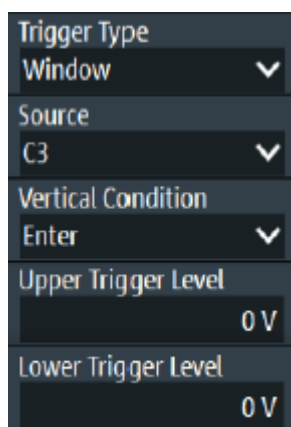 Trigger Type
Window
Source
C3
Vertical Condition
Enter
Upper Trigger Level
0 V
Lower Trigger Level
0 V